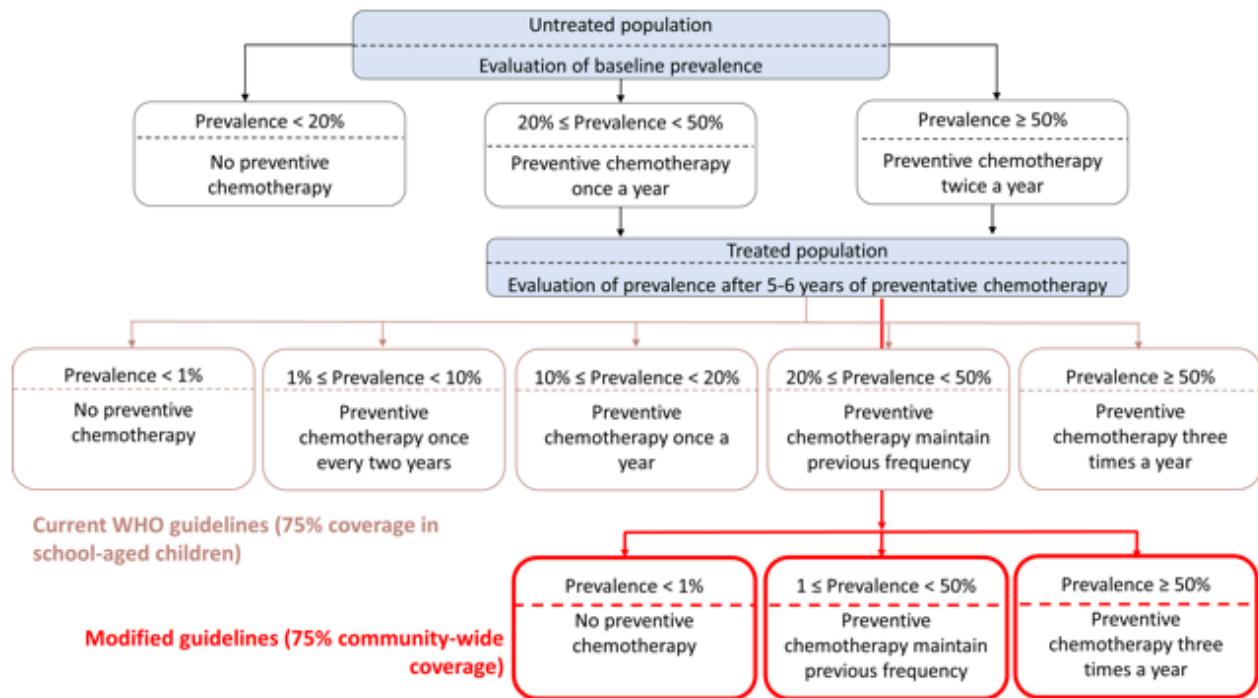 Untreated population
Evaluation of baseline prevalence
Prevalence < 20%
No preventive
chemotherapy
20% ≤ Prevalence < 50%
Preventive chemotherapy
once a year
Prevalence ≥ 50%
Preventive chemotherapy
twice a year
Treated population
Evaluation of prevalence after 5-6 years of preventative chemotherapy
Prevalence < 1%
No preventive
chemotherapy
1% ≤ Prevalence < 10%
Preventive
chemotherapy once
every two years
10% ≤ Prevalence < 20%
Preventive
chemotherapy once a
year
20% ≤ Prevalence < 50%
Preventive
chemotherapy maintain
previous frequency
Prevalence ≥ 50%
Preventive
chemotherapy three
times a year
Current WHO guidelines (75% coverage in
school-aged children)
Prevalence < 1%
No preventive
chemotherapy
1 ≤ Prevalence < 50%
Preventive
chemotherapy maintain
previous frequency
Prevalence ≥ 50%
Preventive
chemotherapy three
times a year
Modified guidelines (75% community-wide
coverage)